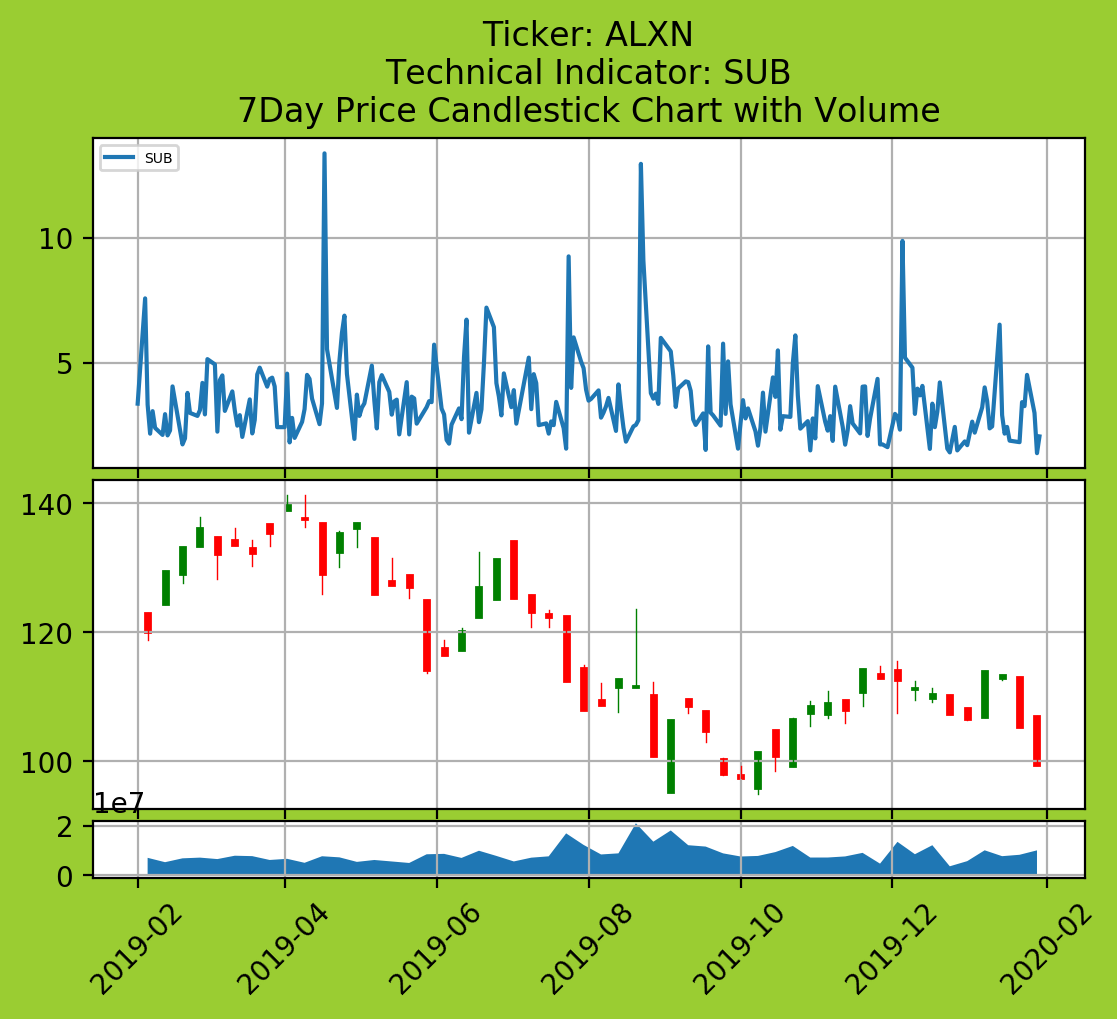 Ticker: ALXN
Technical Indicator: SUB
7Day Price Candlestick Chart with Volume
SUB
10
5
140
120
100
1e7
2
0
2019-02
2019-04
2019-06
2019-08
2019-10
2019-12
2020-02